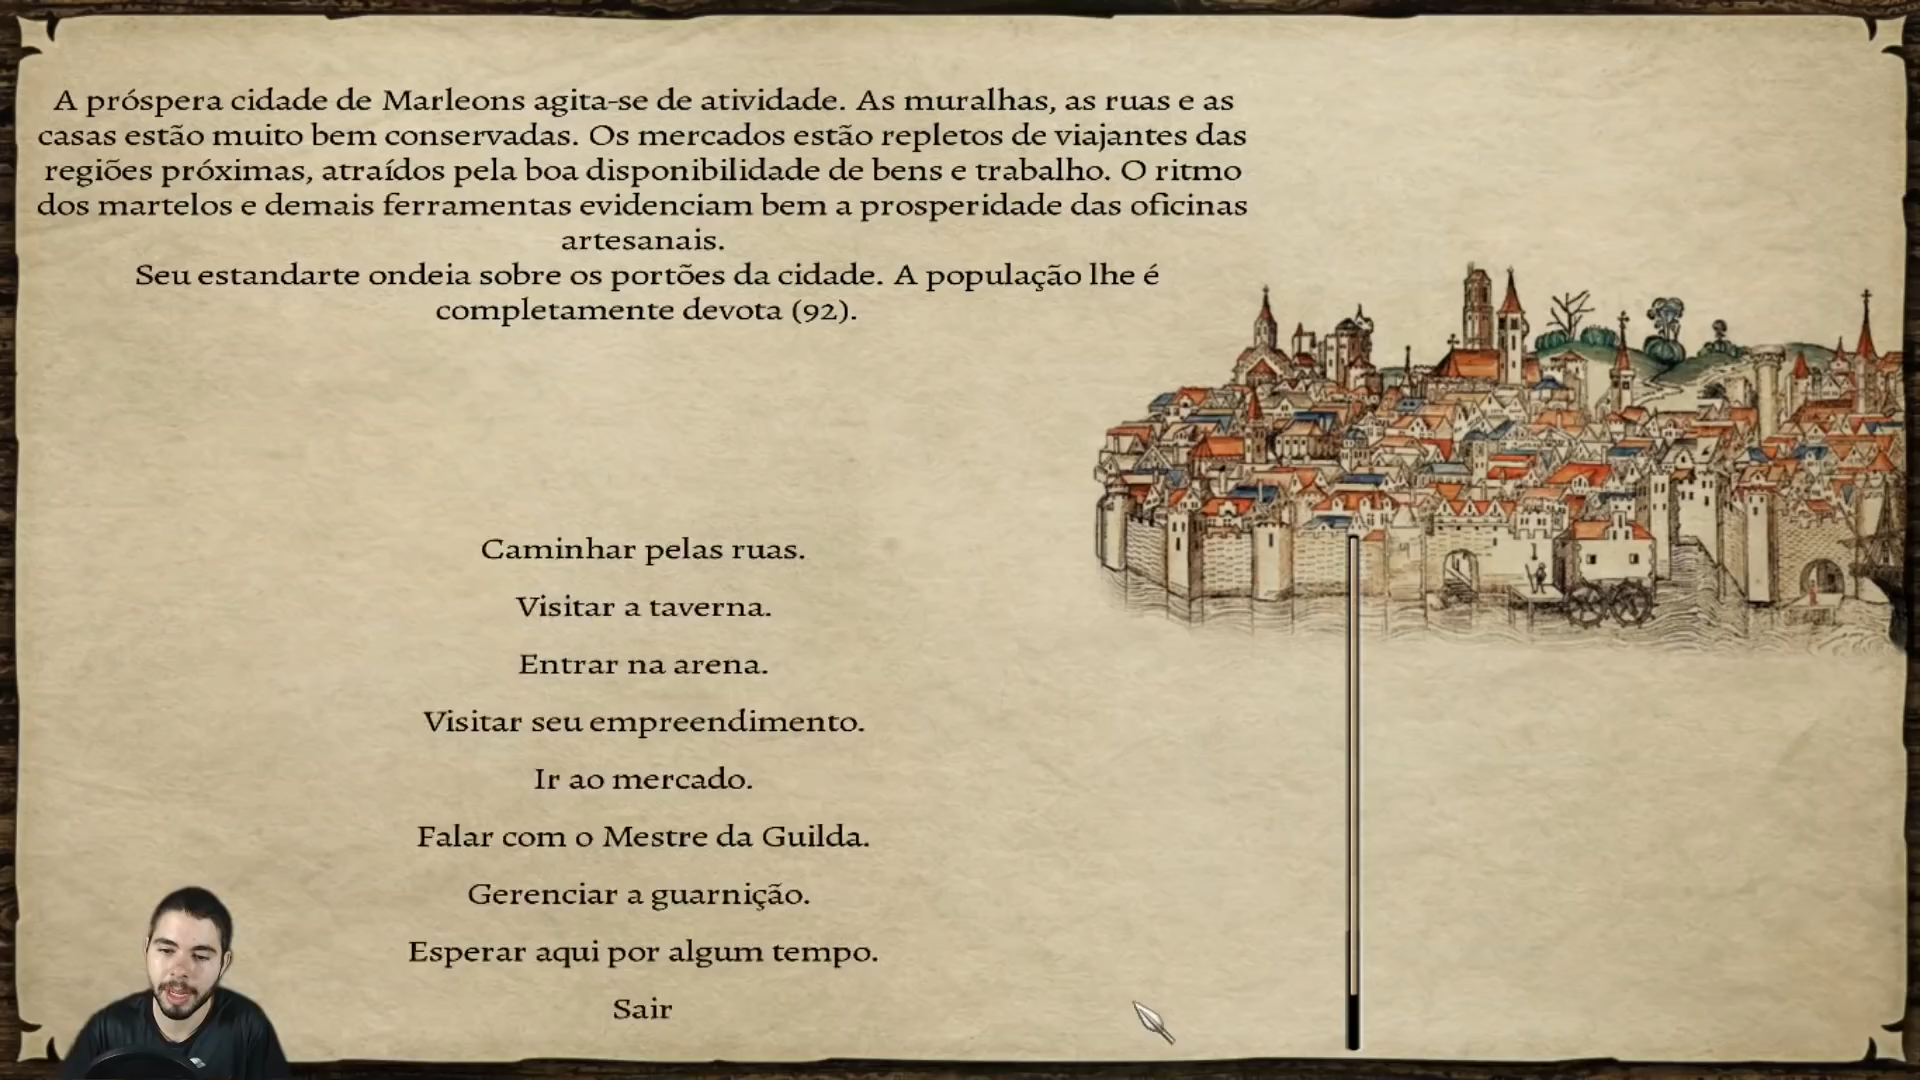 A próspera cidade de Marleons agita-se de atividade. As muralhas, as ruas e as
casas estão muito bem conservadas. Os mercados estão repletos de viajantes das
regiões próximas, atraídos pela boa disponibilidade de bens e trabalho. O ritmo
dos martelos e demais ferramentas evidenciam bem a prosperidade das oficinas
artesanais.
Seu estandarte ondeia sobre os portões da cidade. A população lhe é
completamente devota (92).
Caminhar pelas ruas.
Visitar a taverna.
Entrar na arena.
Visitar seu empreendimento.
Ir ao mercado.
Falar com o Mestre da Guilda.
Gerenciar a guarnição.
Esperar aqui por algum tempo.
Sair